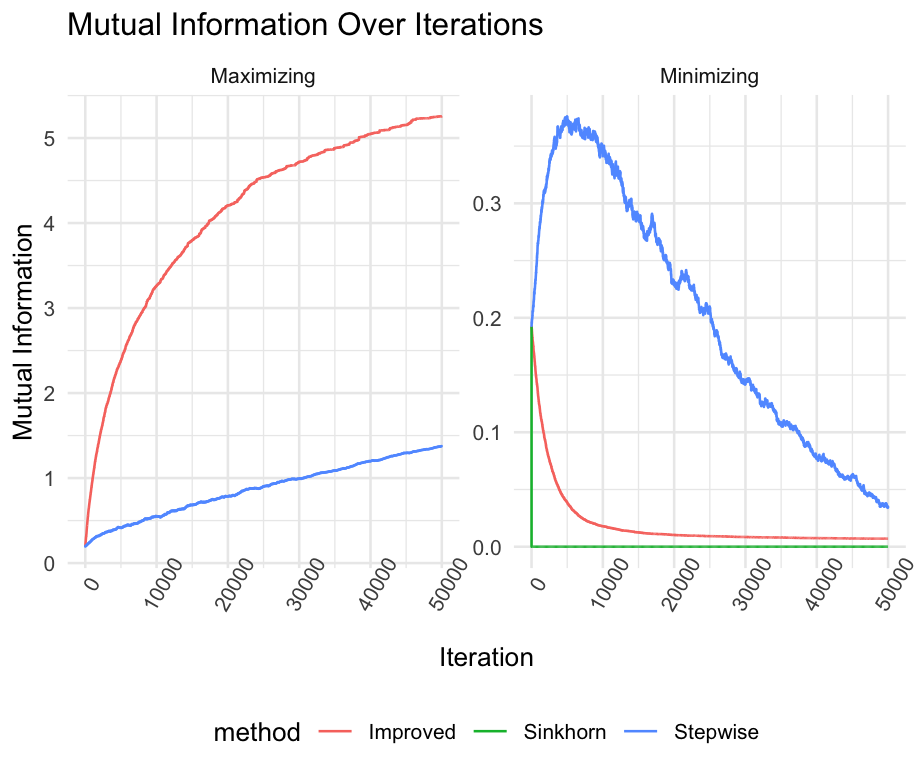 Mutual Information Over Iterations
Maximizing
Minimizing
Mutual Information
5
4
3
2
1
0
0.3
0.2
0.1
0.0
0 10000 20000 30000 40000 50000
0 10000 20000 30000 40000 50000
Iteration
method Improved Sinkhorn Stepwise